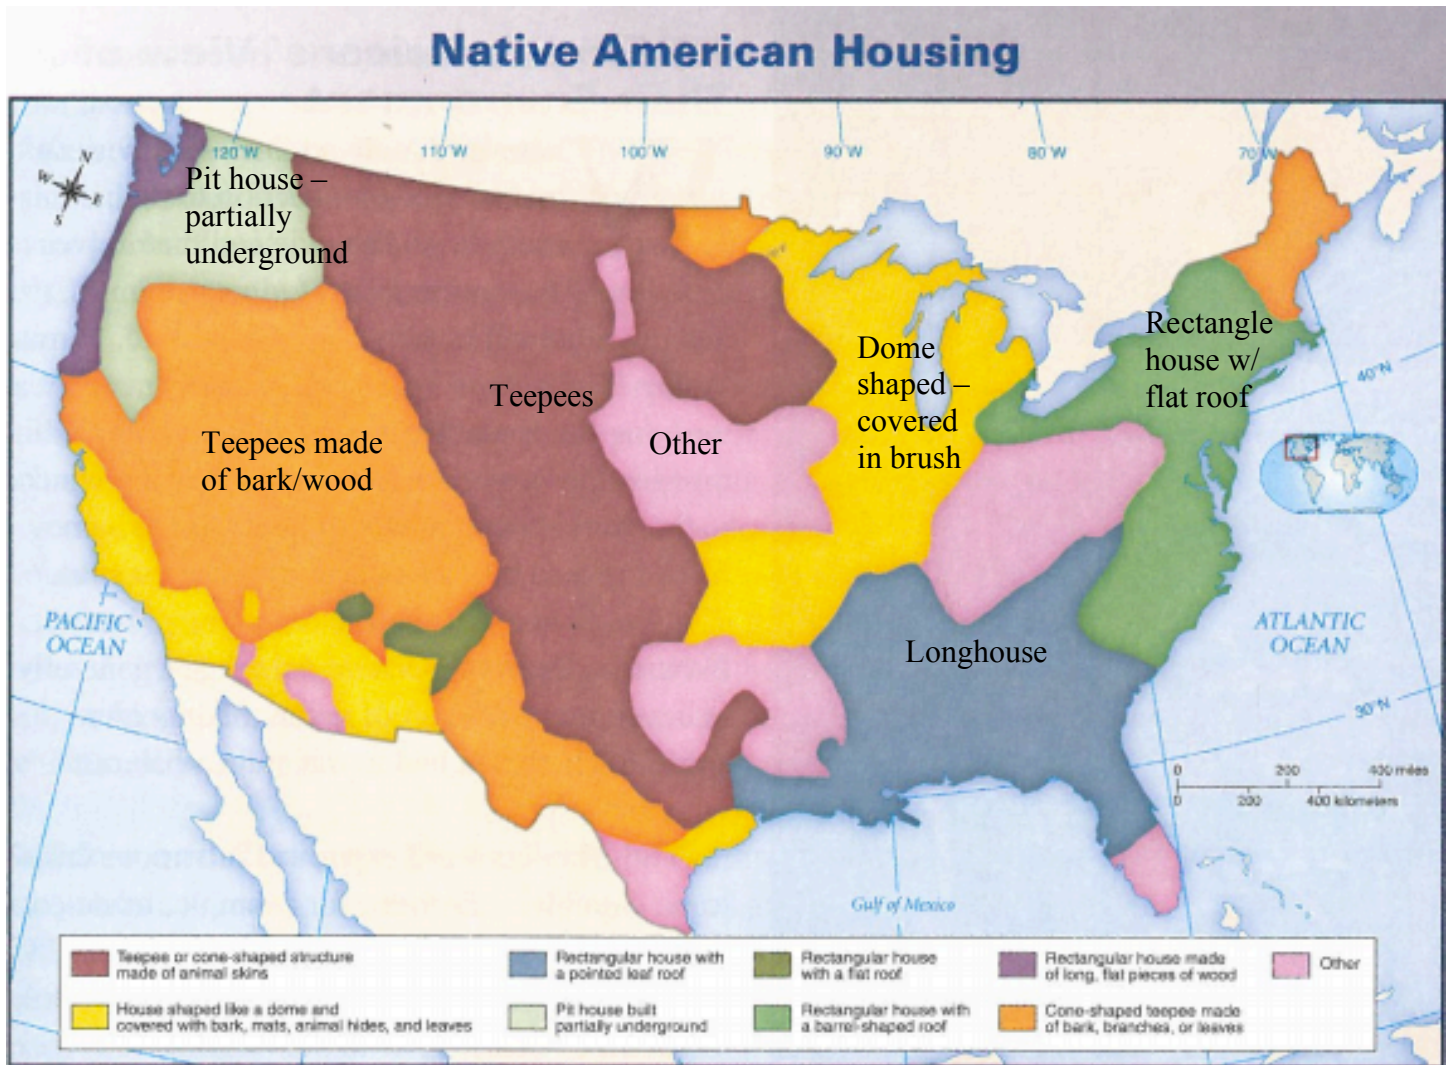 Native American Housing
120°W
110°W
100°W
90°W
80°W
70°W
N
W
E
S
Pit house –
partially
underground
Rectangle
house w/
flat roof
Dome
shaped –
covered
in brush
40°N
Teepees
Teepees made
of bark/wood
Other
PACIFIC
OCEAN
ATLANTIC
OCEAN
Longhouse
30°N
0 200 400 miles
0 200 400 kilometers
Gulf of Mexico
Teepee or cone-shaped structure
made of animal skins
House shaped like a dome and
covered with bark, mats, animal hides, and leaves
Rectangular house with
a pointed leaf roof
Pit house built
partially underground
Rectangular house
with a flat roof
Rectangular house with
a barrel-shaped roof
Rectangular house made
of long, flat pieces of wood
Cone-shaped teepee made
of bark, branches, or leaves
Other